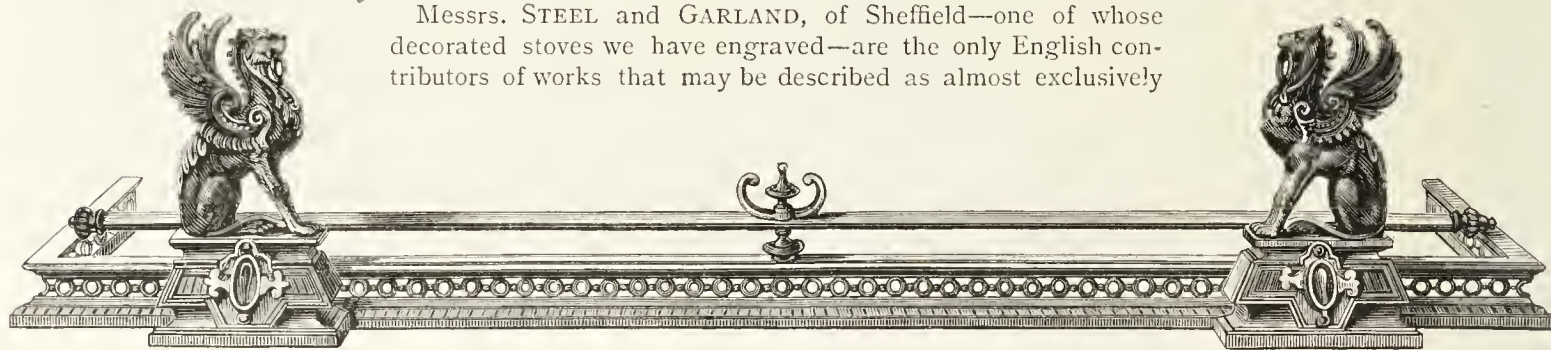 Messrs. STEEL and GARLAND, of Sheffield—one of whose
decorated stoves we have engraved—are the only English con-
tributors of works that may be described as almost exclusively